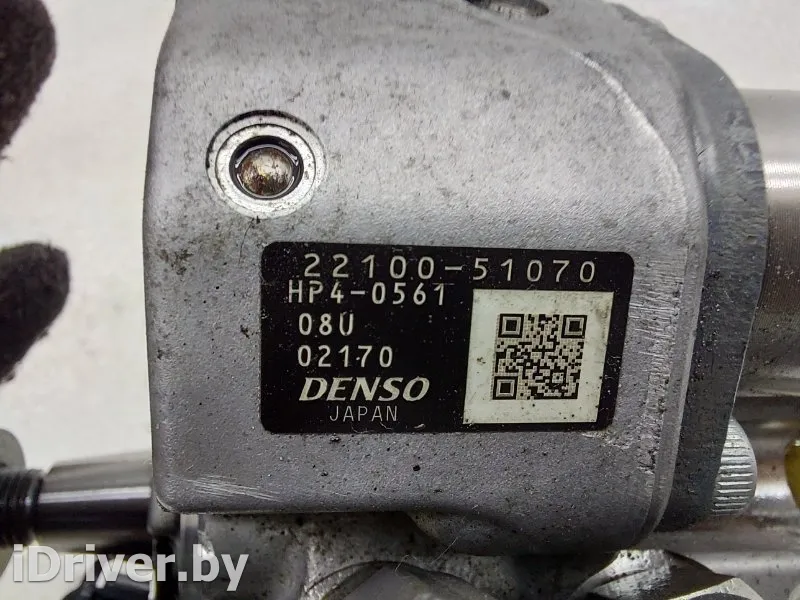 22100-51070
HP4-0561
08U
02170
DENSO
JAPAN
iDriver.by